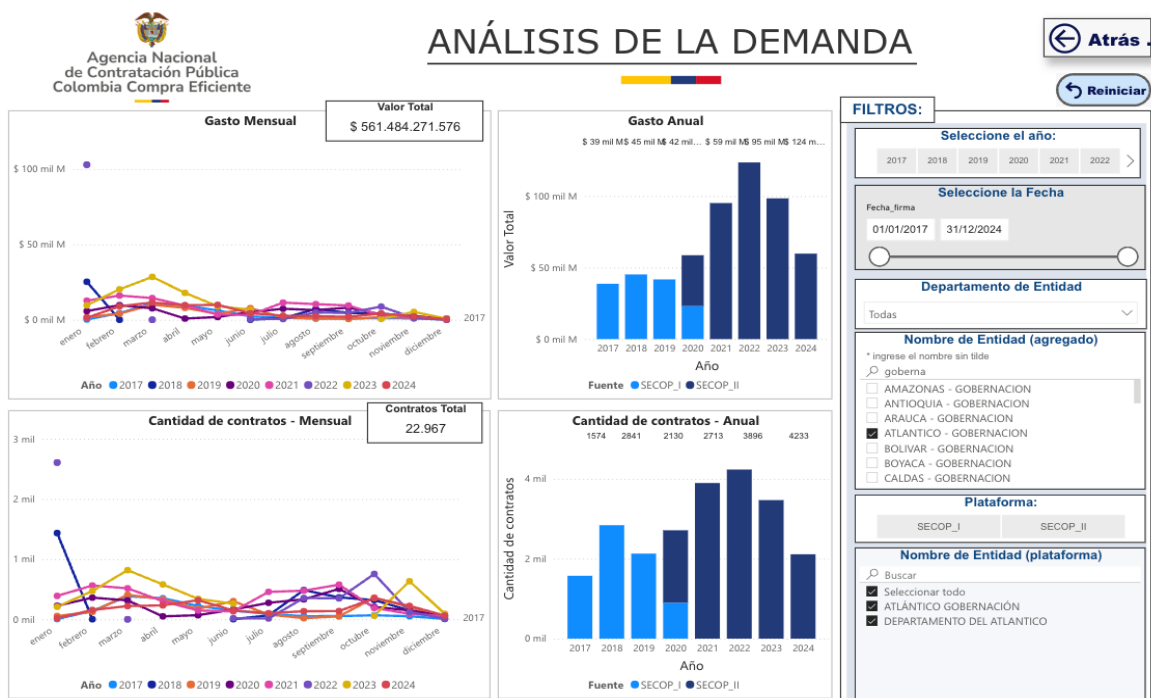 Agencia Nacional
de Contratación Pública
Colombia Compra Eficiente
ANÁLISIS DE LA DEMANDA
Atrás .
Reiniciar
Gasto Mensual
Valor Total
$ 561.484.271.576
$ 100 mil M
$ 50 mil M
$ 0 mil M
2017
enero
febrero
marzo
abril
mayo
junio
julio
agosto
septiembre
octubre
noviembre
diciembre
Año 2017 2018 2019 2020 2021 2022 2023 2024
Gasto Anual
$ 39 mil M $ 45 mil M $ 42 mil... $ 59 mil M $ 95 mil M $ 124 m...
Valor Total
$ 100 mil M
$ 50 mil M
$ 0 mil M
2017 2018 2019 2020 2021 2022 2023 2024
Año
Fuente SECOP_I SECOP_II
Cantidad de contratos - Mensual
Contratos Total
22.967
3 mil
2 mil
1 mil
0 mil
2017
enero
febrero
marzo
abril
mayo
junio
julio
agosto
septiembre
octubre
noviembre
diciembre
Año 2017 2018 2019 2020 2021 2022 2023 2024
Cantidad de contratos - Anual
1574 2841 2130 2713 3896 4233
Cantidad de contratos
4 mil
2 mil
0 mil
2017 2018 2019 2020 2021 2022 2023 2024
Año
Fuente SECOP_I SECOP_II
FILTROS:
Seleccione el año:
2017 2018 2019 2020 2021 2022
Seleccione la Fecha
Fecha_firma
01/01/2017 31/12/2024
Departamento de Entidad
Todas
Nombre de Entidad (agregado)
* ingrese el nombre sin tilde
goberna
AMAZONAS - GOBERNACION
ANTIOQUIA - GOBERNACION
ARAUCA - GOBERNACION
ATLANTICO - GOBERNACION
BOLIVAR - GOBERNACION
BOYACA - GOBERNACION
CALDAS - GOBERNACION
Plataforma:
SECOP_I SECOP_II
Nombre de Entidad (plataforma)
Buscar
Seleccionar todo
ATLÁNTICO GOBERNACIÓN
DEPARTAMENTO DEL ATLANTICO